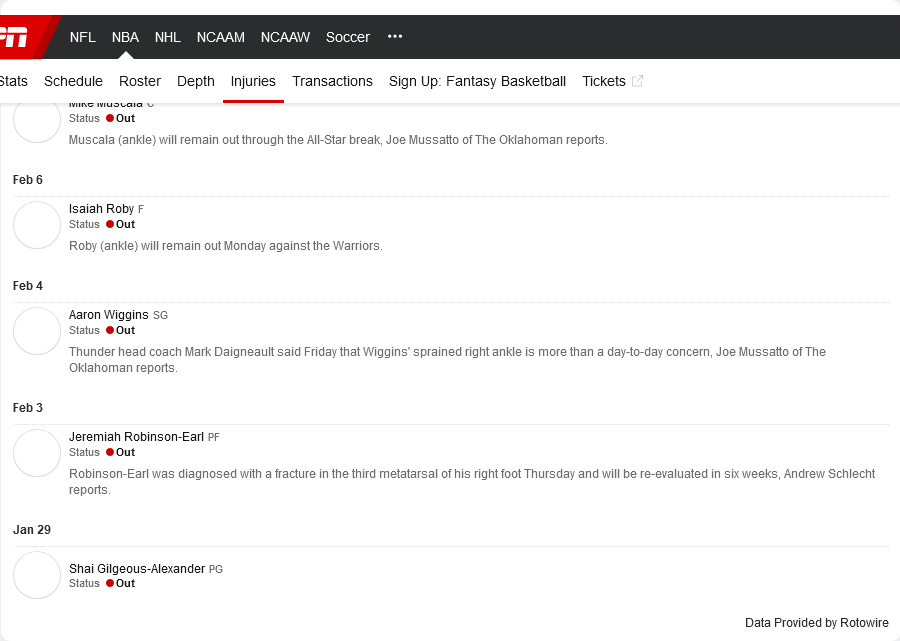 NFL NBA NHL NCAAM NCAAW Soccer •••
Stats Schedule Roster Depth Injuries Transactions Sign Up: Fantasy Basketball Tickets
Mike Muscala C
Status Out
Muscala (ankle) will remain out through the All-Star break, Joe Mussatto of The Oklahoman reports.
Feb 6
Isaiah Roby F
Status Out
Roby (ankle) will remain out Monday against the Warriors.
Feb 4
Aaron Wiggins SG
Status Out
Thunder head coach Mark Daigneault said Friday that Wiggins' sprained right ankle is more than a day-to-day concern, Joe Mussatto of The
Oklahoman reports.
Feb 3
Jeremiah Robinson-Earl PF
Status Out
Robinson-Earl was diagnosed with a fracture in the third metatarsal of his right foot Thursday and will be re-evaluated in six weeks, Andrew Schlecht
reports.
Jan 29
Shai Gilgeous-Alexander PG
Status Out
Data Provided by Rotowire